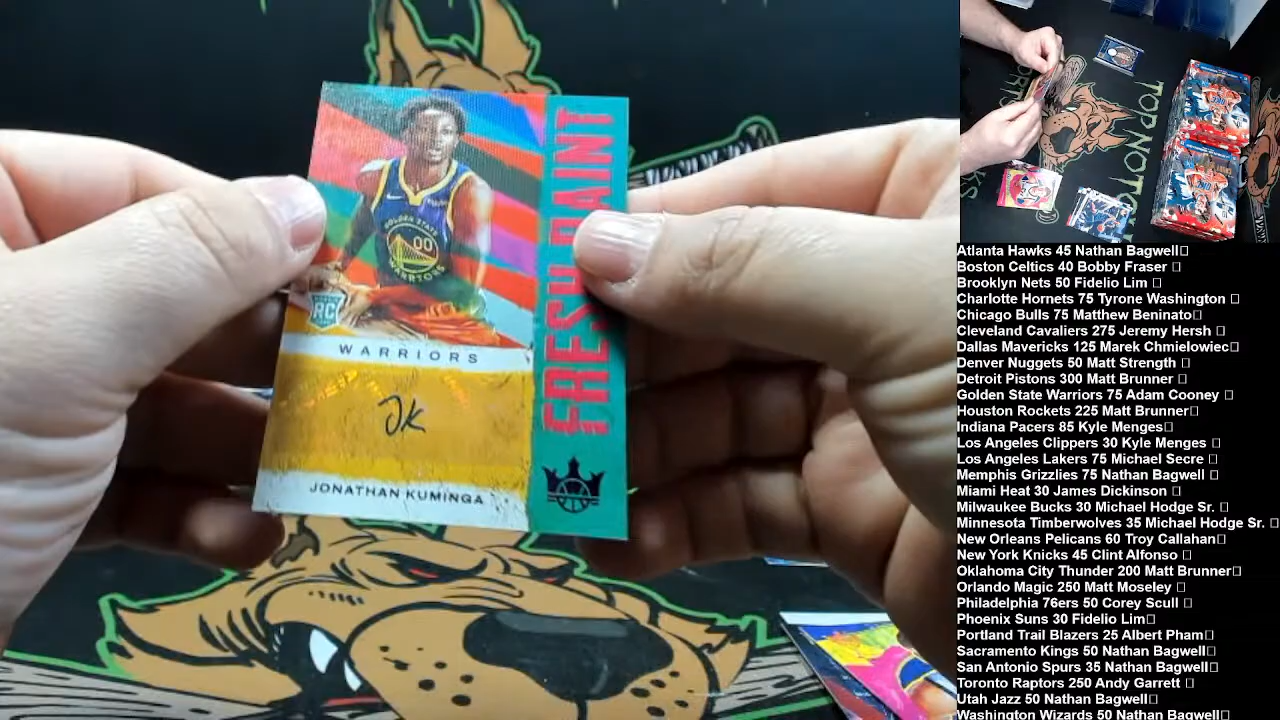 FRESH PAINT
GOLDEN STATE
00
WARRIORS
RC
WARRIORS
JK
JONATHAN KUMINGA
TOP NOT
Atlanta Hawks 45 Nathan Bagwell
Boston Celtics 40 Bobby Fraser
Brooklyn Nets 50 Fidelio Lim
Charlotte Hornets 75 Tyrone Washington
Chicago Bulls 75 Matthew Beninato
Cleveland Cavaliers 275 Jeremy Hersh
Dallas Mavericks 125 Marek Chmielowiec
Denver Nuggets 50 Matt Strength
Detroit Pistons 300 Matt Brunner
Golden State Warriors 75 Adam Cooney
Houston Rockets 225 Matt Brunner
Indiana Pacers 85 Kyle Menges
Los Angeles Clippers 30 Kyle Menges
Los Angeles Lakers 75 Michael Secre
Memphis Grizzlies 75 Nathan Bagwell
Miami Heat 30 James Dickinson
Milwaukee Bucks 30 Michael Hodge Sr.
Minnesota Timberwolves 35 Michael Hodge Sr.
New Orleans Pelicans 60 Troy Callahan
New York Knicks 45 Clint Alfonso
Oklahoma City Thunder 200 Matt Brunner
Orlando Magic 250 Matt Moseley
Philadelphia 76ers 50 Corey Scull
Phoenix Suns 30 Fidelio Lim
Portland Trail Blazers 25 Albert Pham
Sacramento Kings 50 Nathan Bagwell
San Antonio Spurs 35 Nathan Bagwell
Toronto Raptors 250 Andy Garrett
Utah Jazz 50 Nathan Bagwell
Washington Wizards 50 Nathan Bagwell